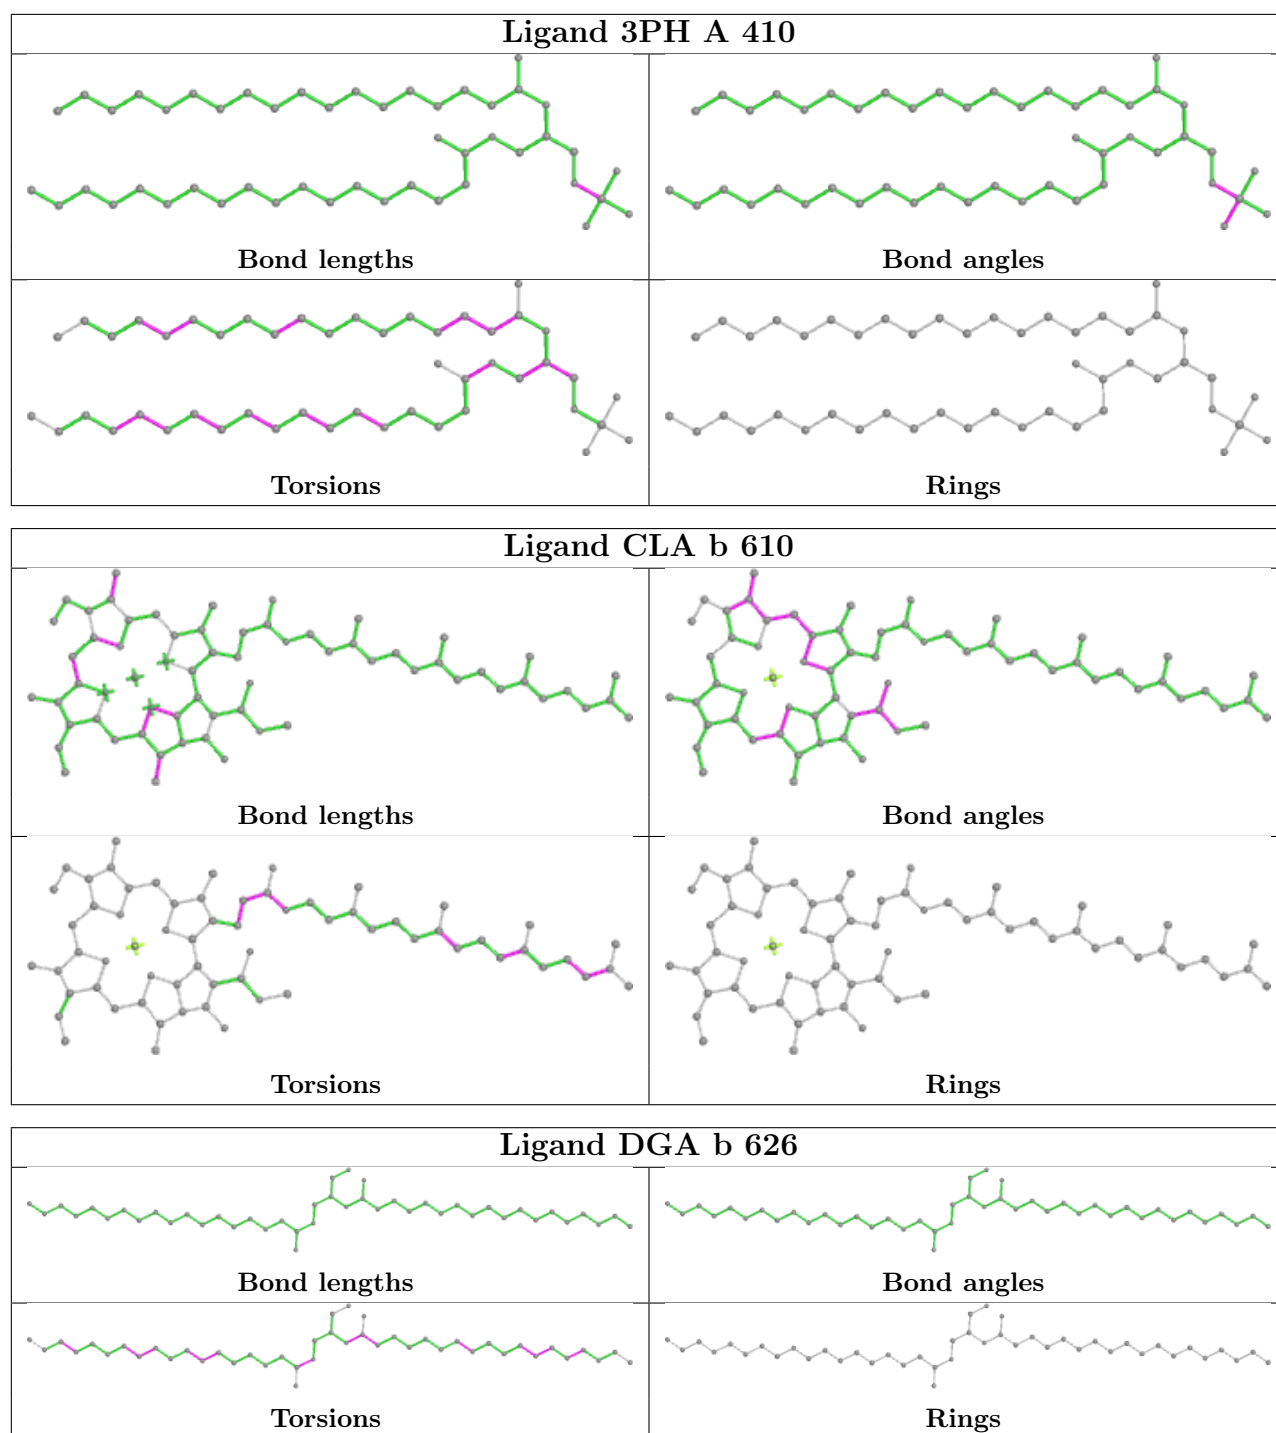 Ligand 3PH A 410
Bond lengths
Bond angles
Torsions
Rings
Ligand CLA b 610
Bond lengths
Bond angles
Torsions
Rings
Ligand DGA b 626
Bond lengths
Bond angles
Torsions
Rings